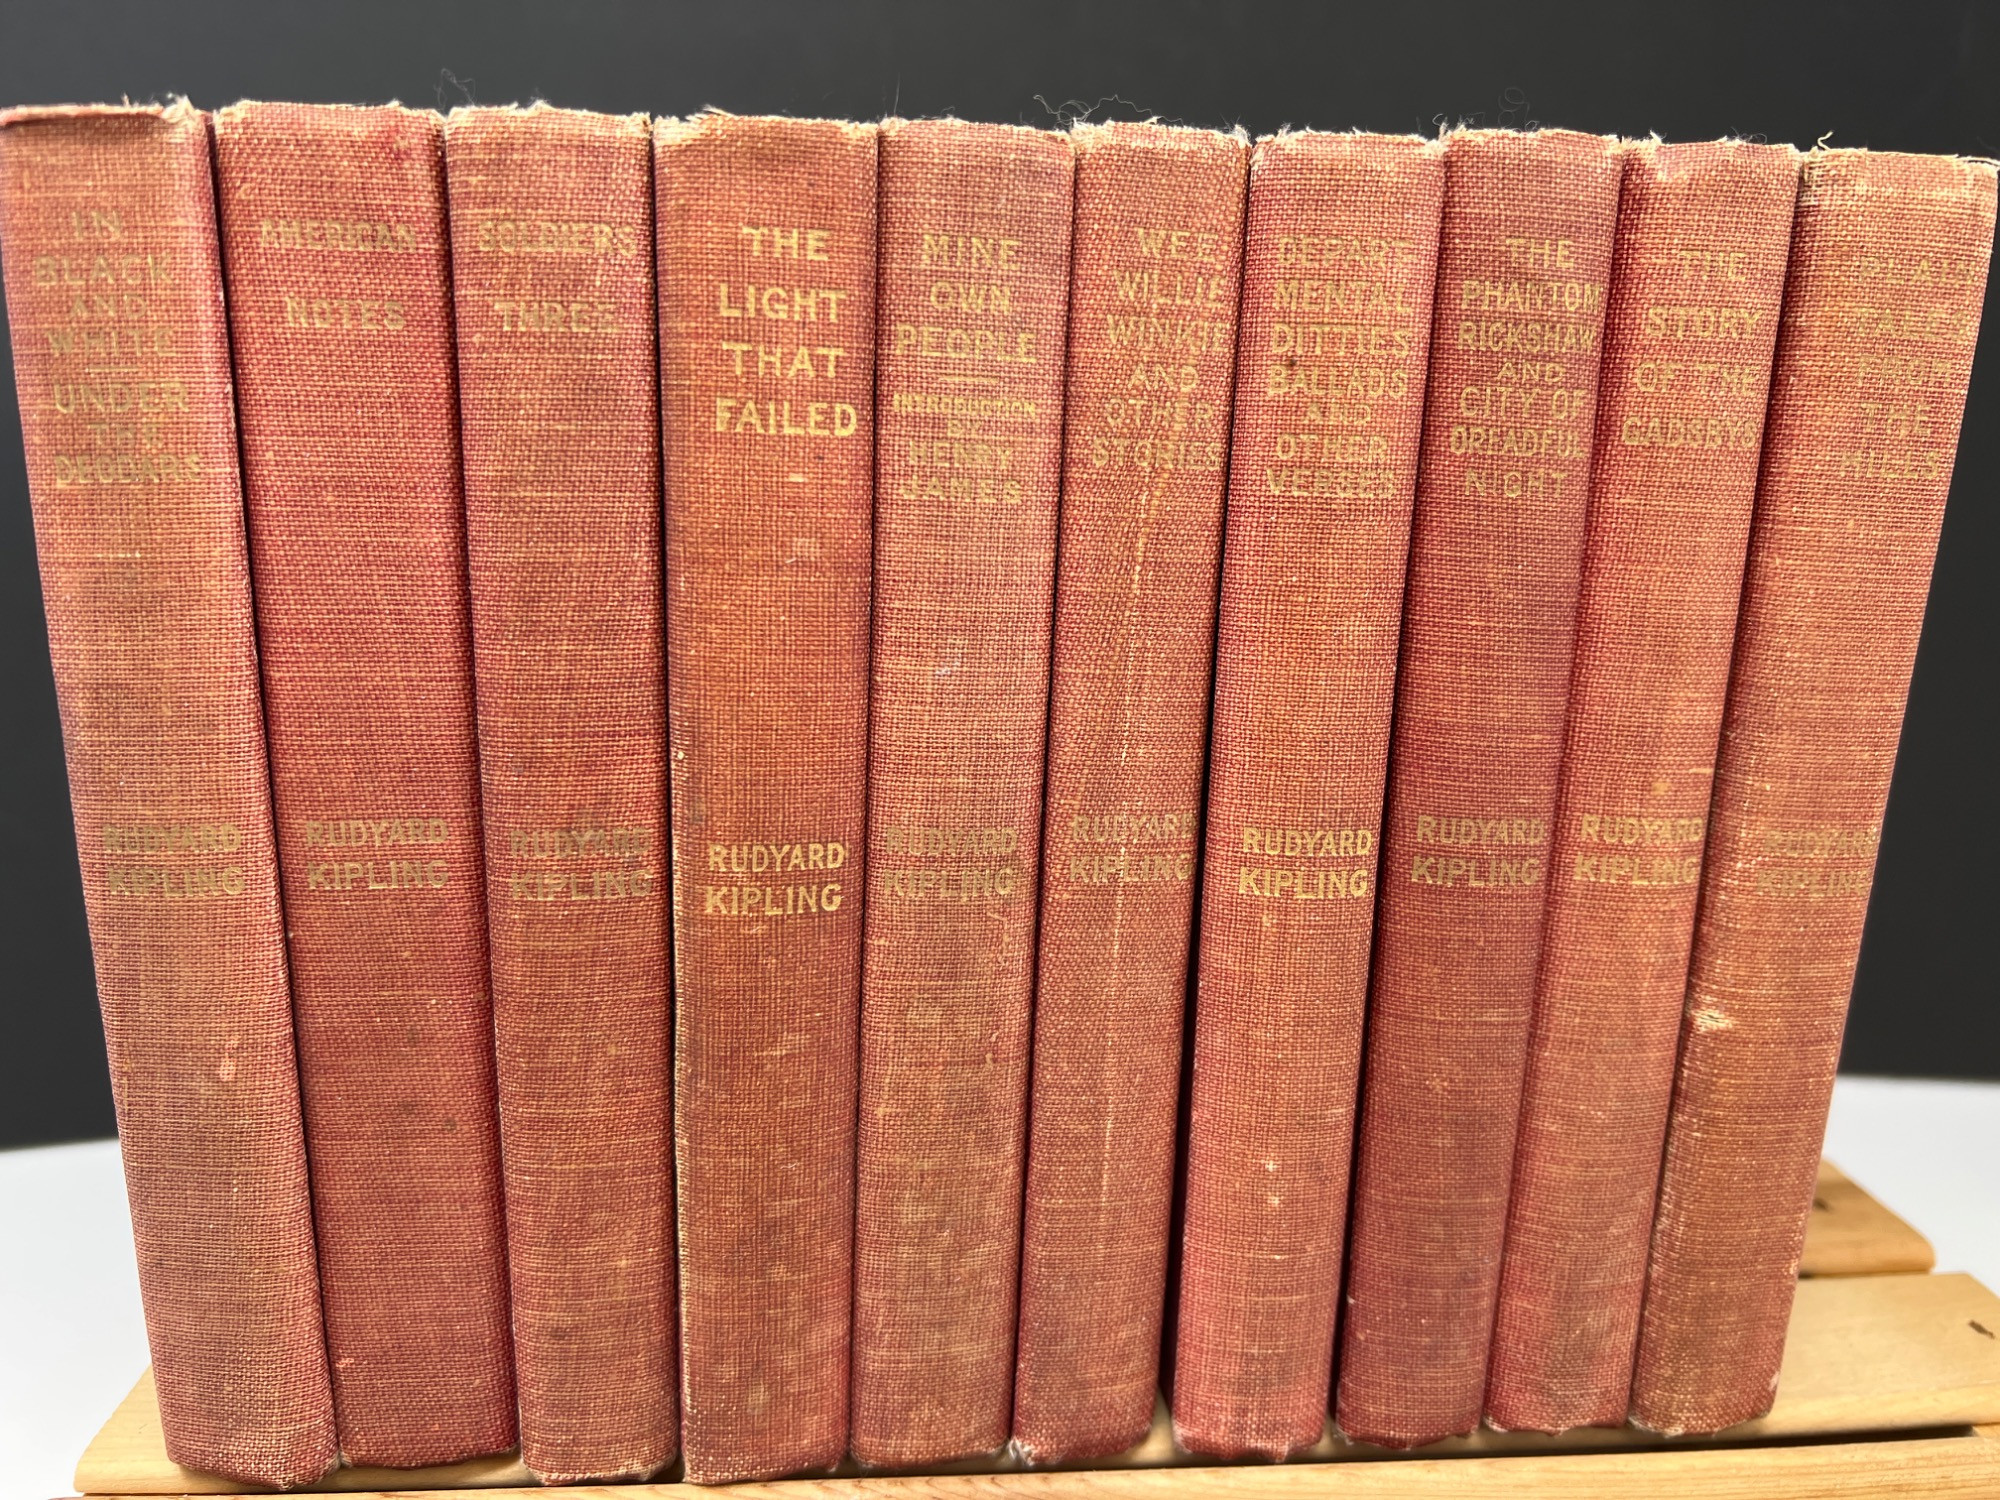 IN
BLACK
AND
WHITE
UNDER
THE
DEODARS
RUDYARD
KIPLING
AMERICAN
NOTES
RUDYARD
KIPLING
SOLDIERS
THREE
RUDYARD
KIPLING
THE
LIGHT
THAT
FAILED
RUDYARD
KIPLING
MINE
OWN
PEOPLE
INTRODUCTION
BY
HENRY
JAMES
RUDYARD
KIPLING
WEE
WILLIE
WINKIE
AND
OTHER
STORIES
RUDYARD
KIPLING
DEPART-
MENTAL
DITTIES
BALLADS
AND
OTHER
VERSES
RUDYARD
KIPLING
THE
PHANTOM
RICKSHAW
AND
CITY OF
DREADFUL
NIGHT
RUDYARD
KIPLING
THE
STORY
OF THE
GADSBYS
RUDYARD
KIPLING
PLAIN
TALES
FROM
THE
HILLS
RUDYARD
KIPLING